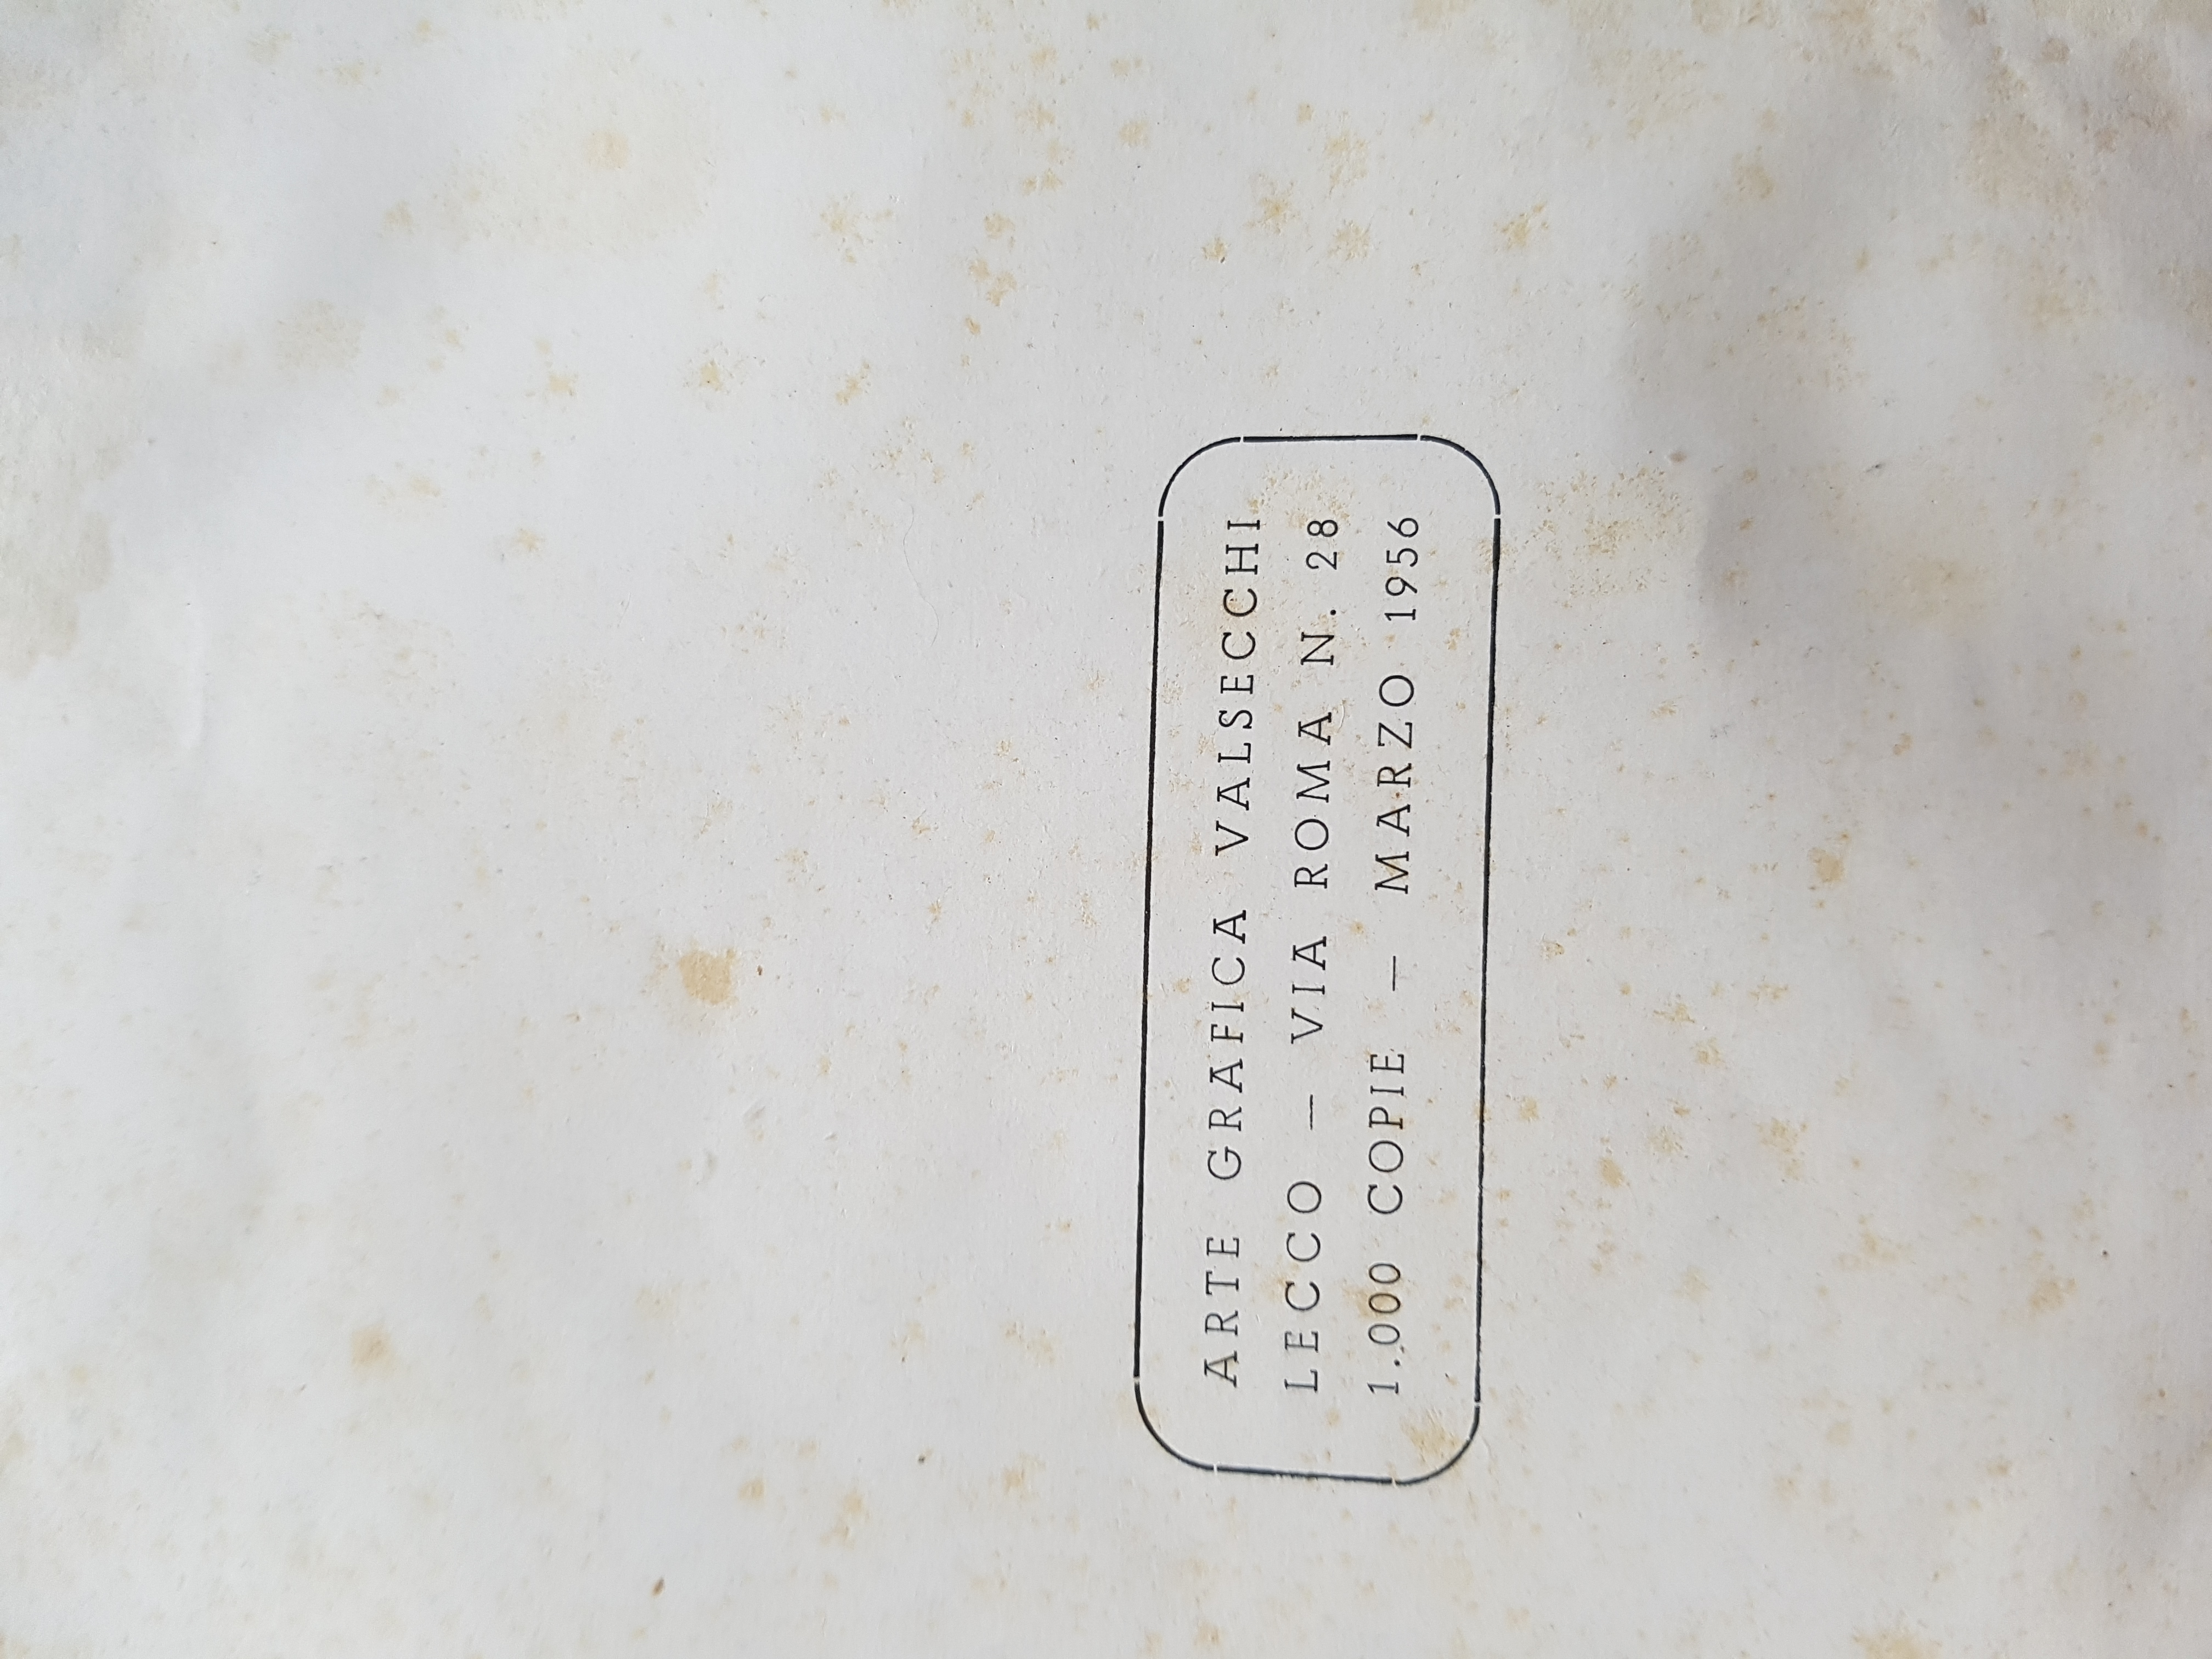 ARTE GRAFICA VALSECCHI
LECCO — VIA ROMA N. 28
1.000 COPIE — MARZO 1956